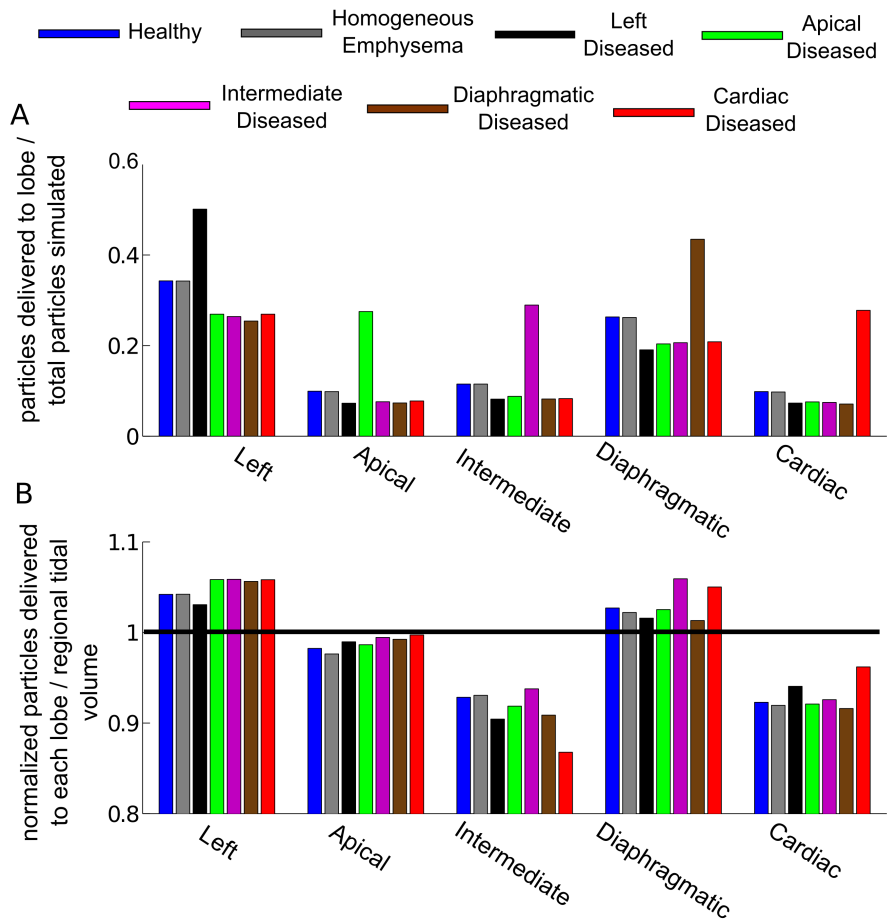 Healthy
Homogeneous
Emphysema
Left
Diseased
Apical
Diseased
Intermediate
Diseased
Diaphragmatic
Diseased
Cardiac
Diseased
A
particles delivered to lobe /
total particles simulated
0.6
0.4
0.2
0
Left
Apical
Intermediate
Diaphragmatic
Cardiac
B
normalized particles delivered
to each lobe / regional tidal
volume
1.1
1
0.9
0.8
Left
Apical
Intermediate
Diaphragmatic
Cardiac